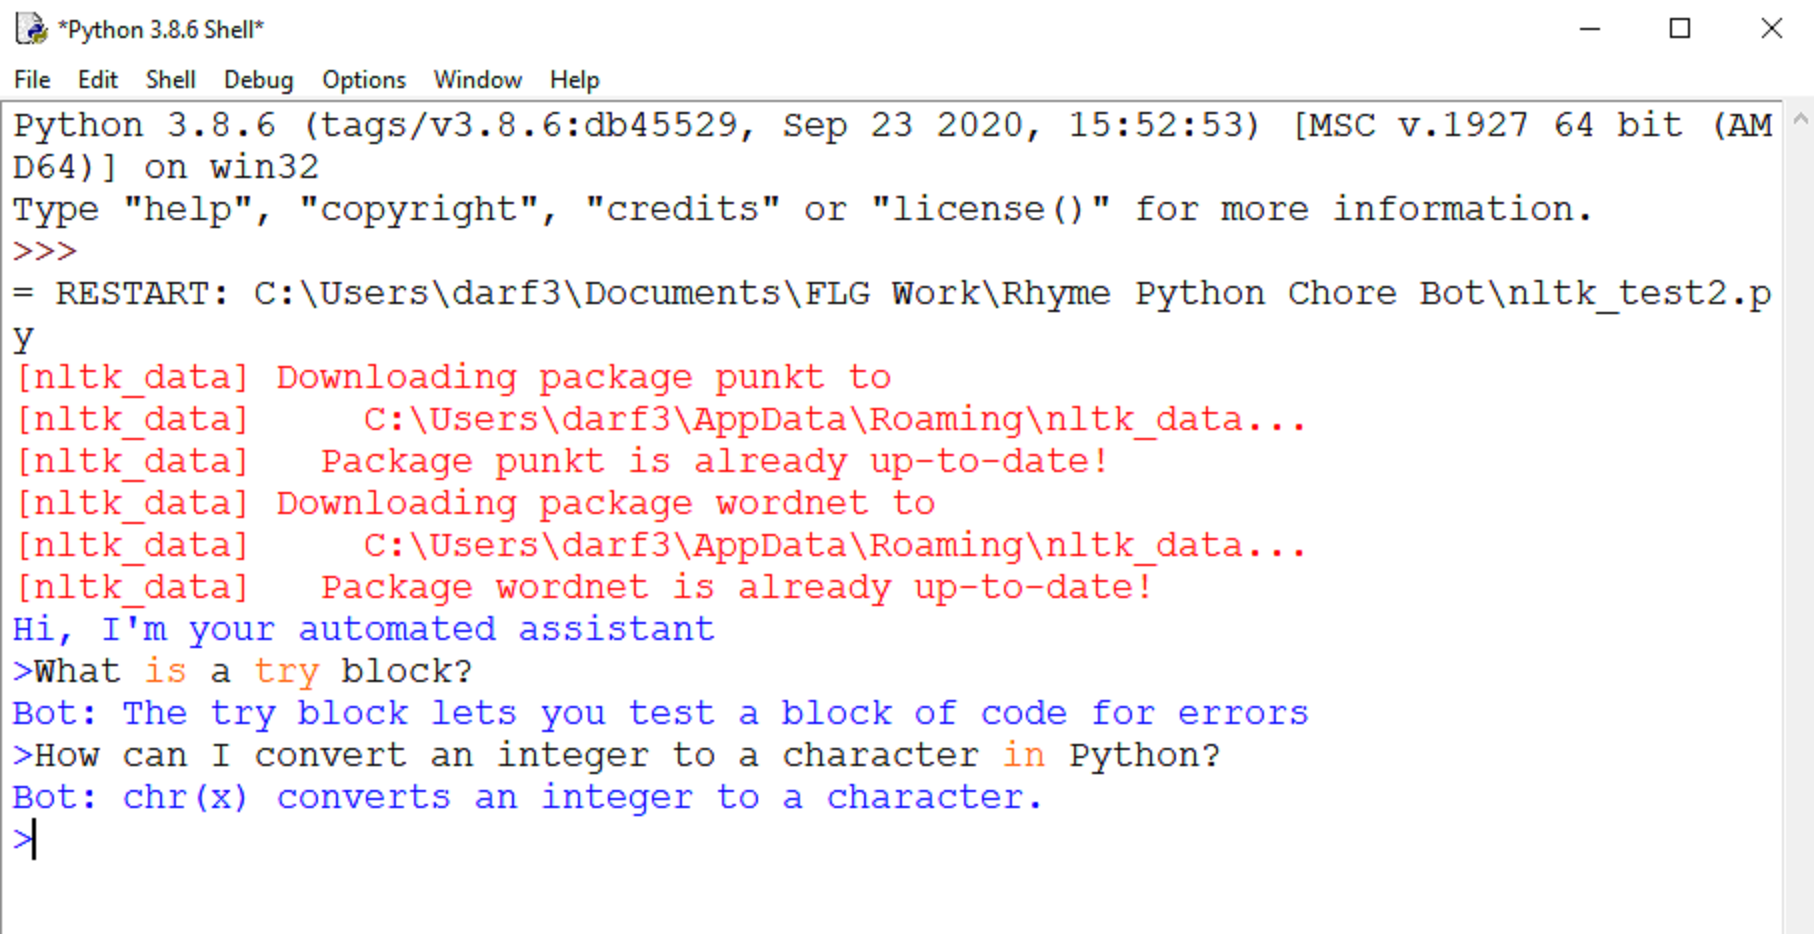 *Python 3.8.6 Shell*
File Edit Shell Debug Options Window Help
Python 3.8.6 (tags/v3.8.6:db45529, Sep 23 2020, 15:52:53) [MSC v.1927 64 bit (AM
D64)] on win32
Type "help", "copyright", "credits" or "license()" for more information.
>>>
= RESTART: C:\Users\darf3\Documents\FLG Work\Rhyme Python Chore Bot\nltk_test2.p
y
[nltk_data] Downloading package punkt to
[nltk_data]     C:\Users\darf3\AppData\Roaming\nltk_data...
[nltk_data]   Package punkt is already up-to-date!
[nltk_data] Downloading package wordnet to
[nltk_data]     C:\Users\darf3\AppData\Roaming\nltk_data...
[nltk_data]   Package wordnet is already up-to-date!
Hi, I'm your automated assistant
>What is a try block?
Bot: The try block lets you test a block of code for errors
>How can I convert an integer to a character in Python?
Bot: chr(x) converts an integer to a character.
>